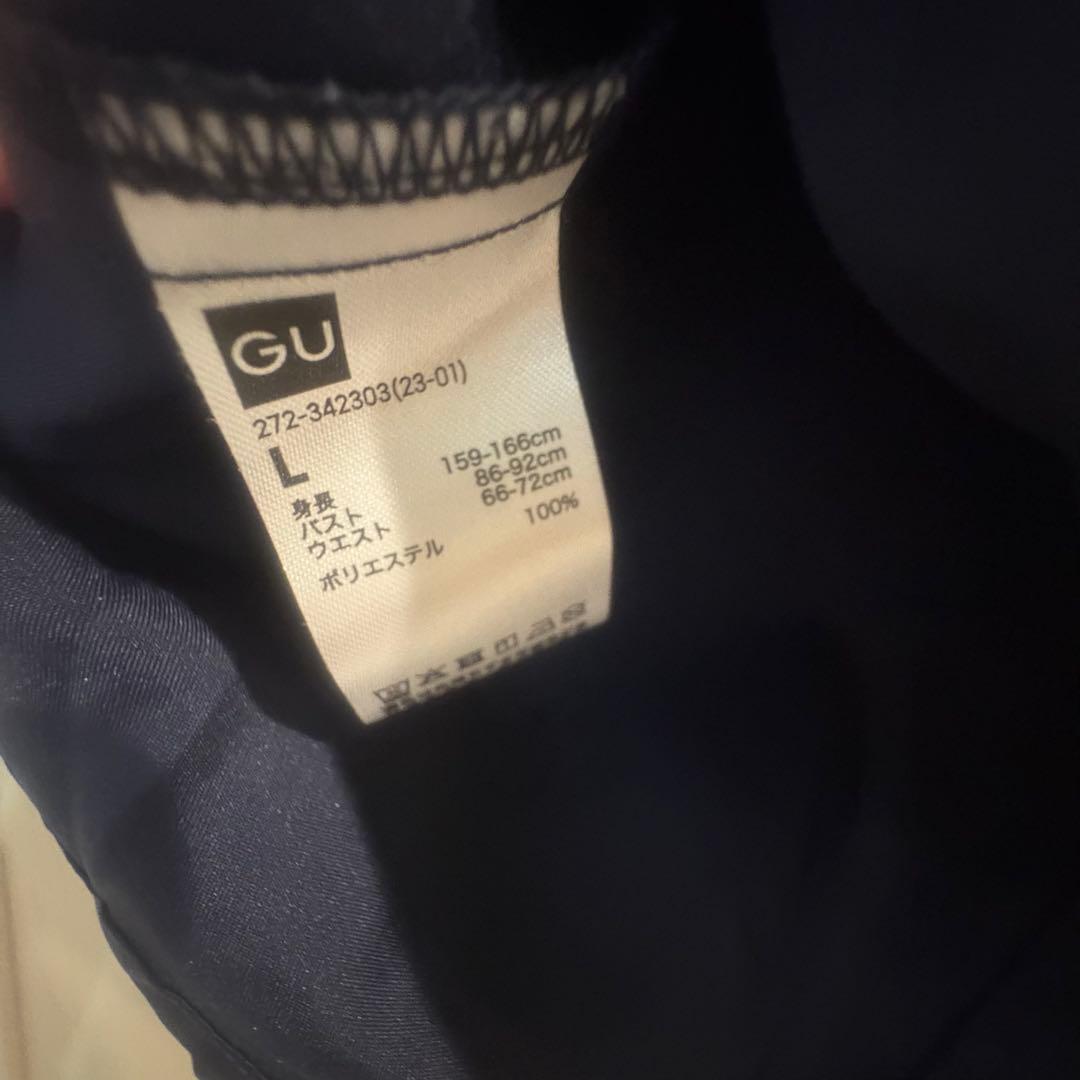 GU
272-342303(23-01)
L
身長 159-166cm
バスト 86-92cm
ウエスト 66-72cm
ポリエステル 100%